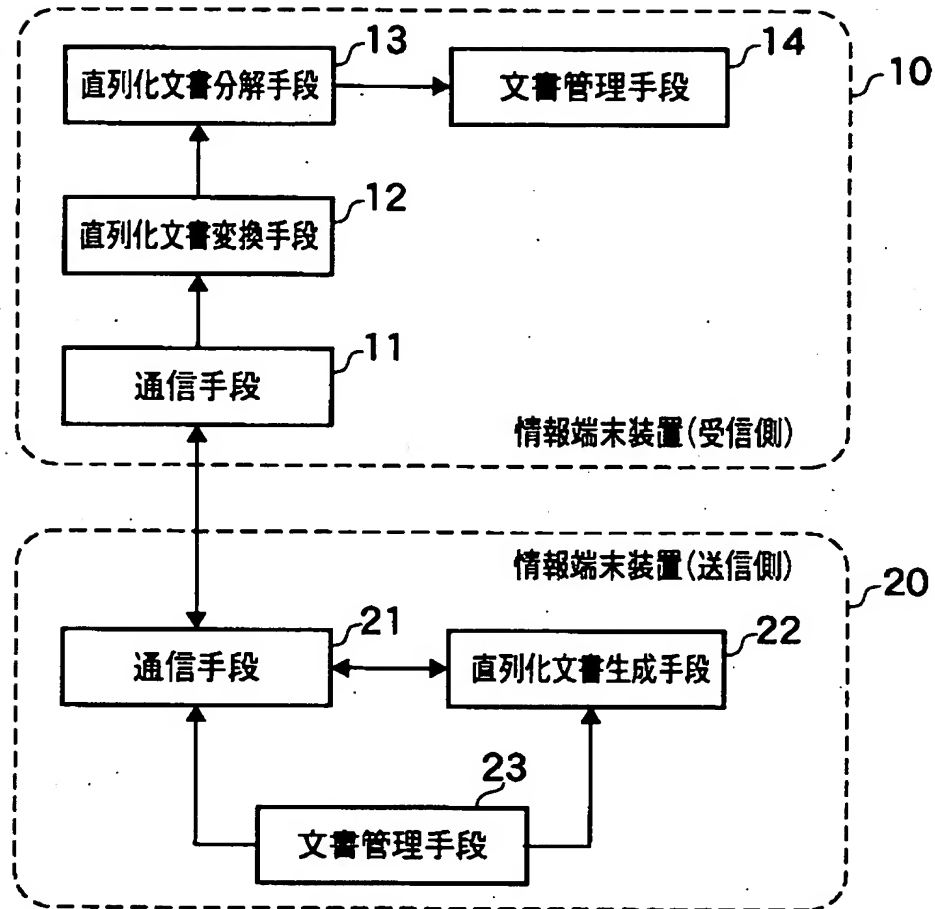 13
14
10
直列化文書分解手段
文書管理手段
12
直列化文書変換手段
11
通信手段
情報端末装置(受信側)
情報端末装置(送信側)
20
21
22
通信手段
直列化文書生成手段
23
文書管理手段